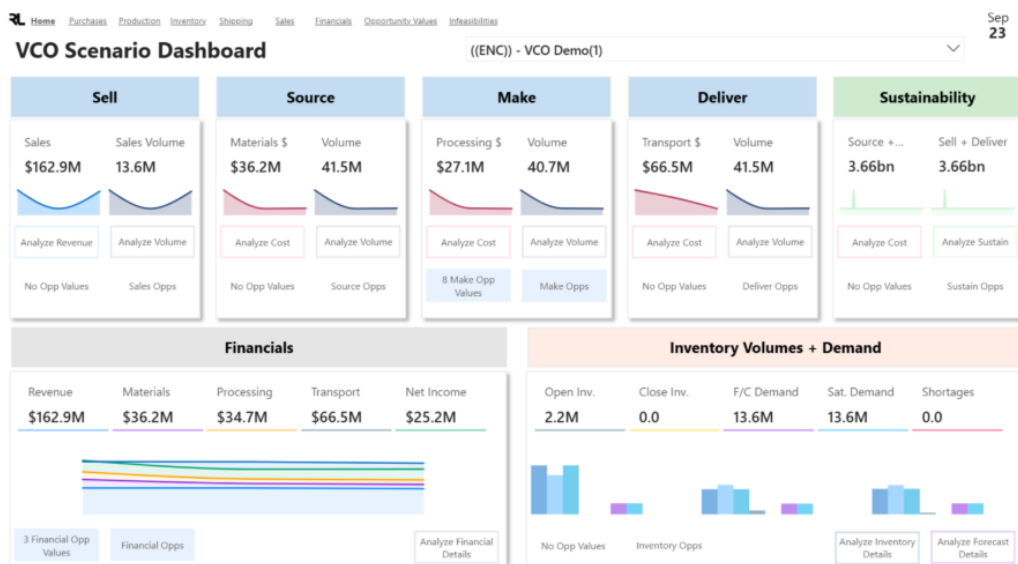 RL Home Purchases Production Inventory Shipping Sales Financials Opportunity Values Infeasibilities
Sep
23
VCO Scenario Dashboard
((ENC)) - VCO Demo(1)
Sell
Sales Sales Volume
$162.9M 13.6M
Analyze Revenue Analyze Volume
No Opp Values Sales Opps
Source
Materials $ Volume
$36.2M 41.5M
Analyze Cost Analyze Volume
No Opp Values Source Opps
Make
Processing $ Volume
$27.1M 40.7M
Analyze Cost Analyze Volume
8 Make Opp
Values
Make Opps
Deliver
Transport $ Volume
$66.5M 41.5M
Analyze Cost Analyze Volume
No Opp Values Deliver Opps
Sustainability
Source +... Sell + Deliver
3.66bn 3.66bn
Analyze Cost Analyze Sustain
No Opp Values Sustain Opps
Financials
Revenue Materials Processing Transport Net Income
$162.9M $36.2M $34.7M $66.5M $25.2M
3 Financial Opp
Values
Financial Opps
Analyze Financial
Details
Inventory Volumes + Demand
Open Inv. Close Inv. F/C Demand Sat. Demand Shortages
2.2M 0.0 13.6M 13.6M 0.0
No Opp Values Inventory Opps
Analyze Inventory
Details
Analyze Forecast
Details